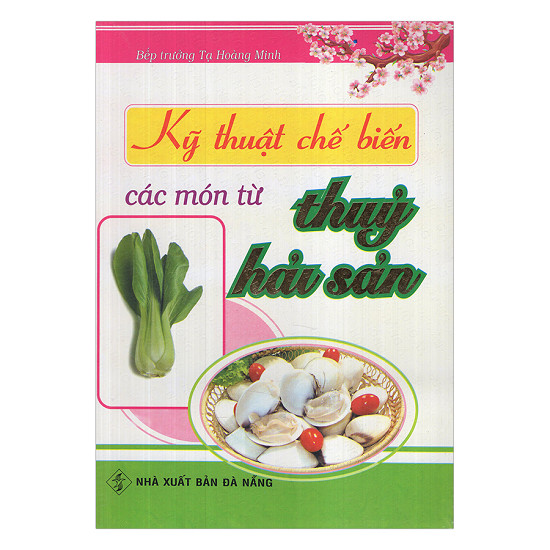 Bếp trưởng Tạ Hoàng Minh
Kỹ thuật chế biến
các món từ
thuỷ
hải sản
NHÀ XUẤT BẢN ĐÀ NẴNG